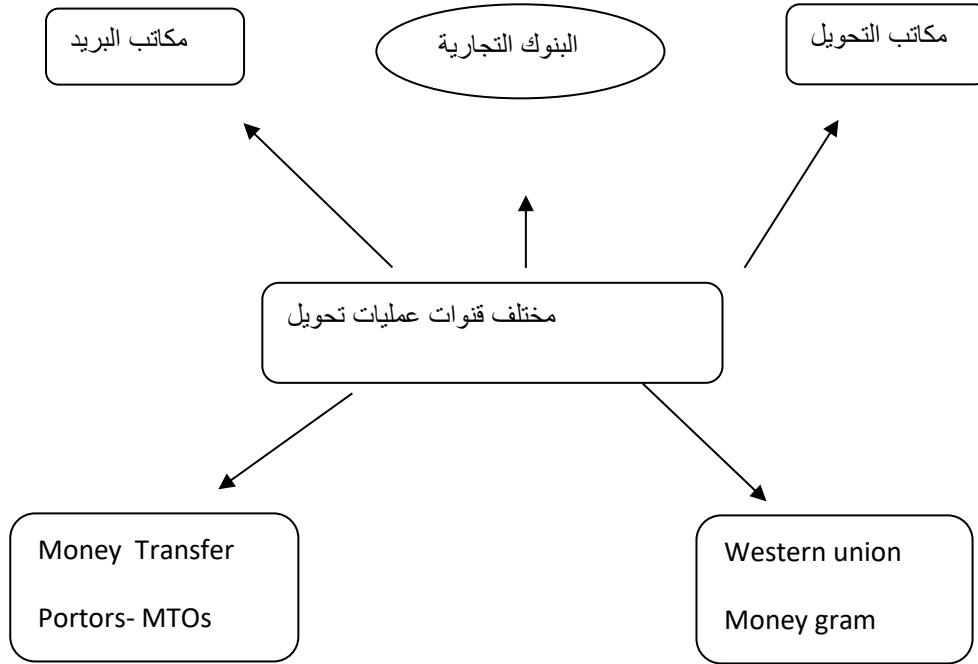 مكاتب التحويل
البنوك التجارية
مكاتب البريد
مختلف قنوات عمليات تحويل
Money Transfer
Portors- MTOs
Western union
Money gram